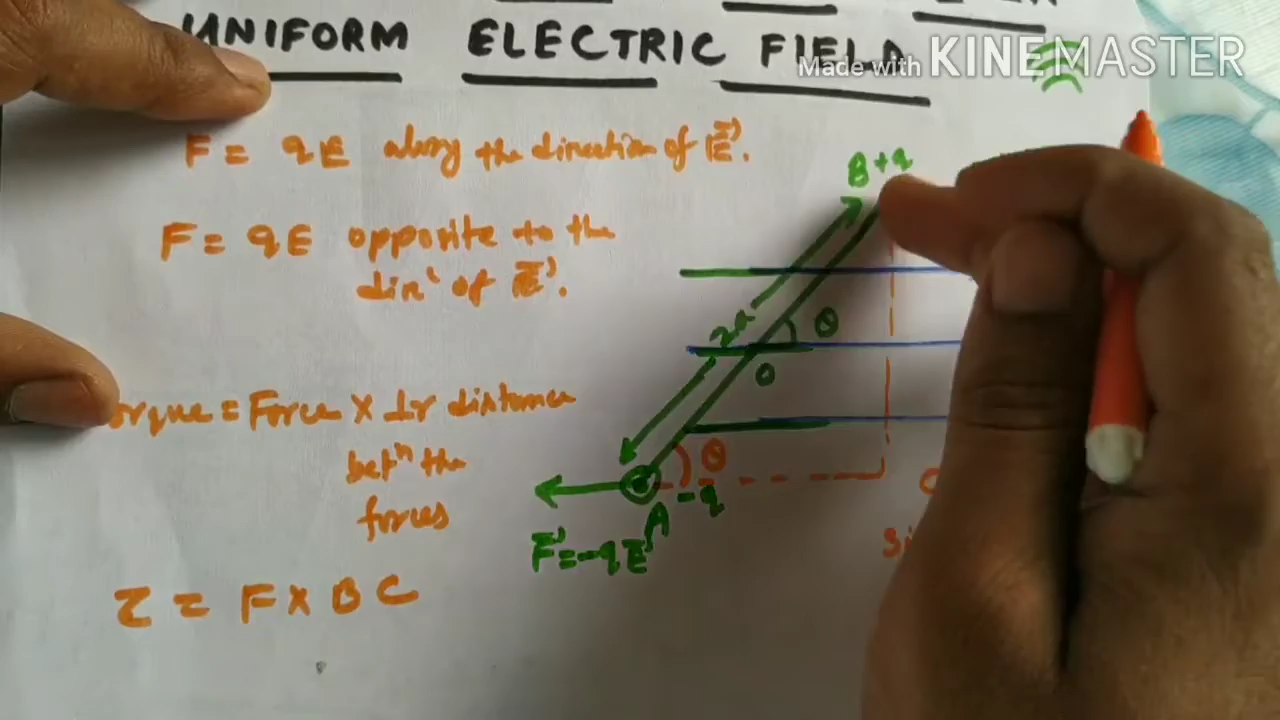 UNIFORM ELECTRIC FIELD
Made with KINEMASTER
F = qE along the direction of E⃗.
B +q
F = qE opposite to the
dirn of E⃗.
2a
θ
θ
Torque = Force × ⊥r distance
betn the
forces
θ
A -q
F⃗ = -qE⃗
τ = F × BC